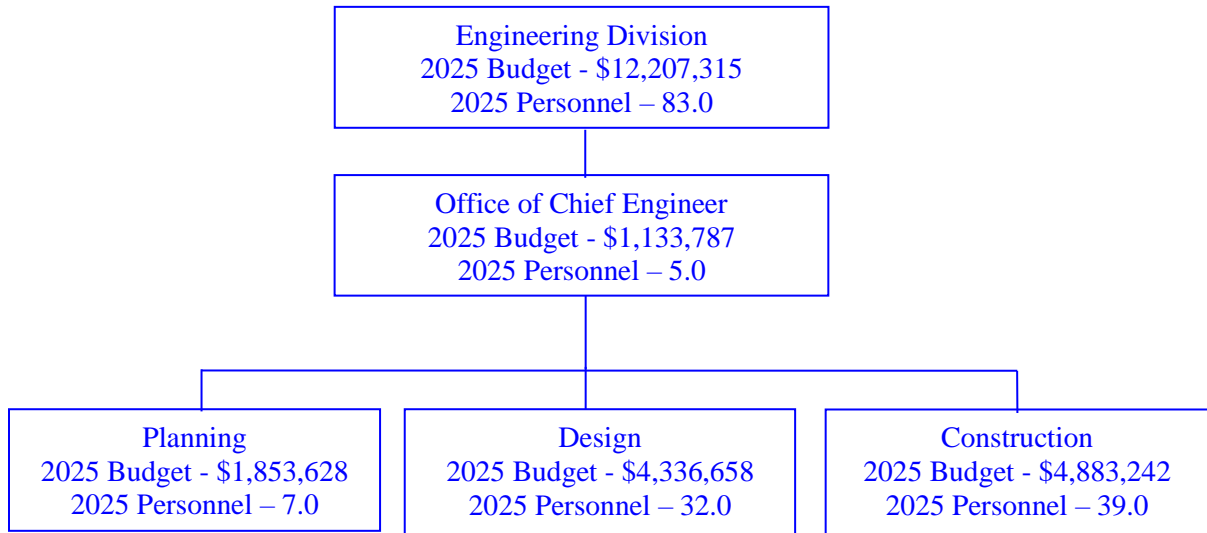 Engineering Division
2025 Budget - $12,207,315
2025 Personnel – 83.0
Office of Chief Engineer
2025 Budget - $1,133,787
2025 Personnel – 5.0
Planning
2025 Budget - $1,853,628
2025 Personnel – 7.0
Design
2025 Budget - $4,336,658
2025 Personnel – 32.0
Construction
2025 Budget - $4,883,242
2025 Personnel – 39.0